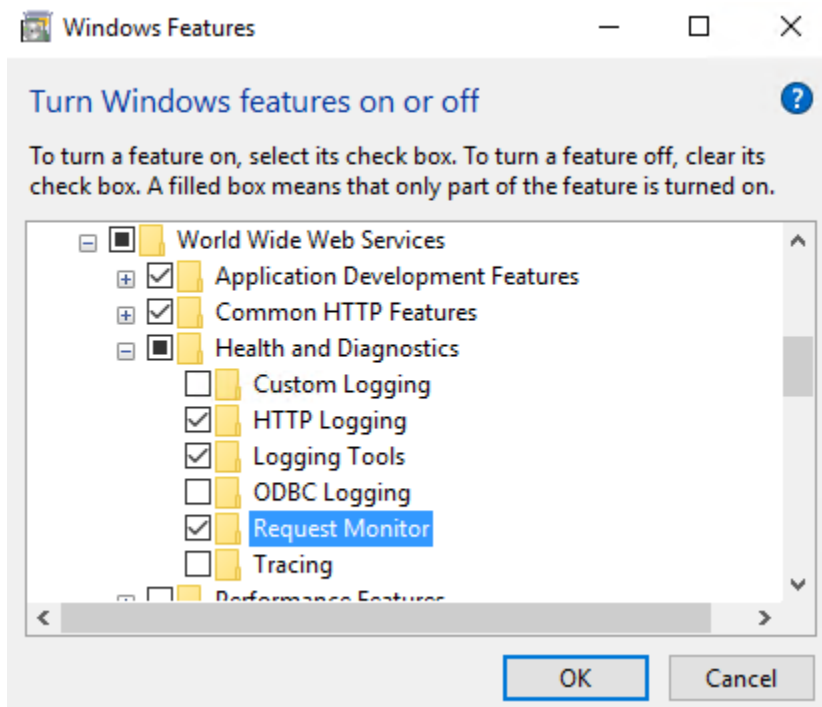 Windows Features
Turn Windows features on or off
To turn a feature on, select its check box. To turn a feature off, clear its
check box. A filled box means that only part of the feature is turned on.
World Wide Web Services
Application Development Features
Common HTTP Features
Health and Diagnostics
Custom Logging
HTTP Logging
Logging Tools
ODBC Logging
Request Monitor
Tracing
Performance Features
OK
Cancel